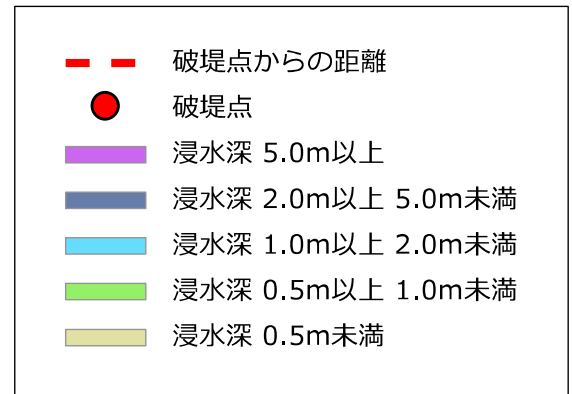 破堤点からの距離
破堤点
浸水深 5.0m以上
浸水深 2.0m以上 5.0m未満
浸水深 1.0m以上 2.0m未満
浸水深 0.5m以上 1.0m未満
浸水深 0.5m未満